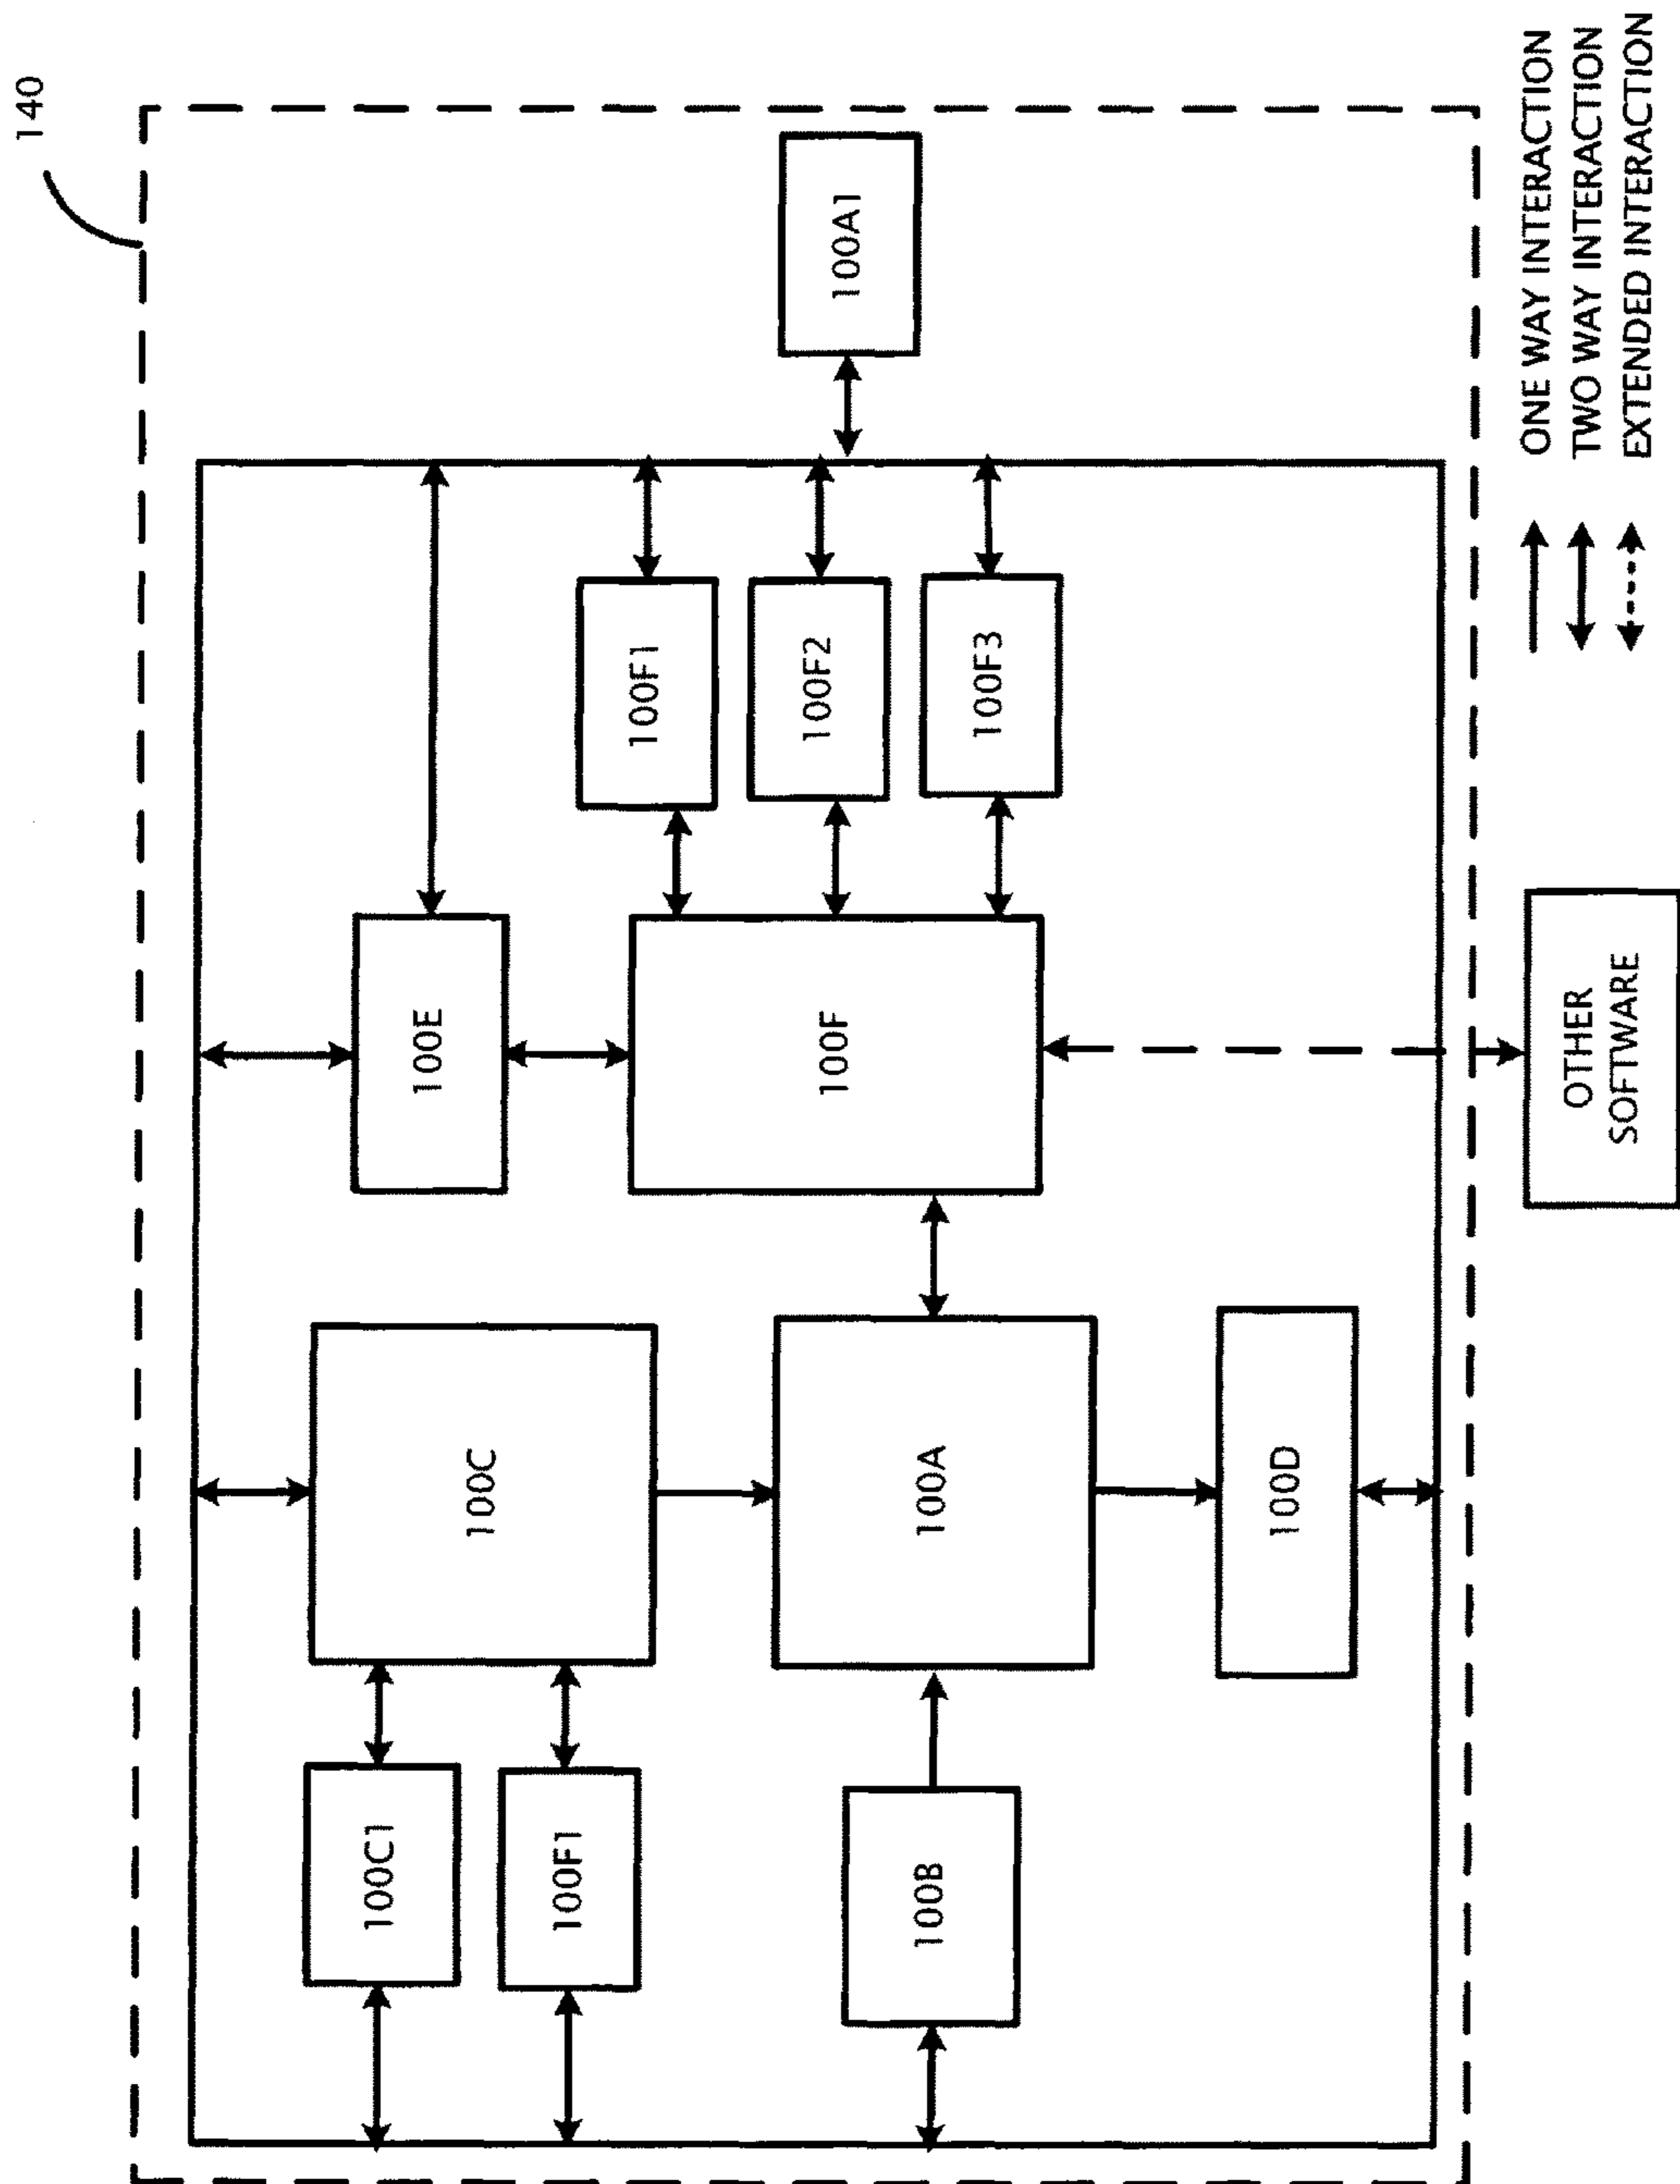 140
100C1
100E
100C
100F1
100F1
100F2
100F
100A1
100B
100A
100F3
100D
OTHER
SOFTWARE
ONE WAY INTERACTION
TWO WAY INTERACTION
EXTENDED INTERACTION